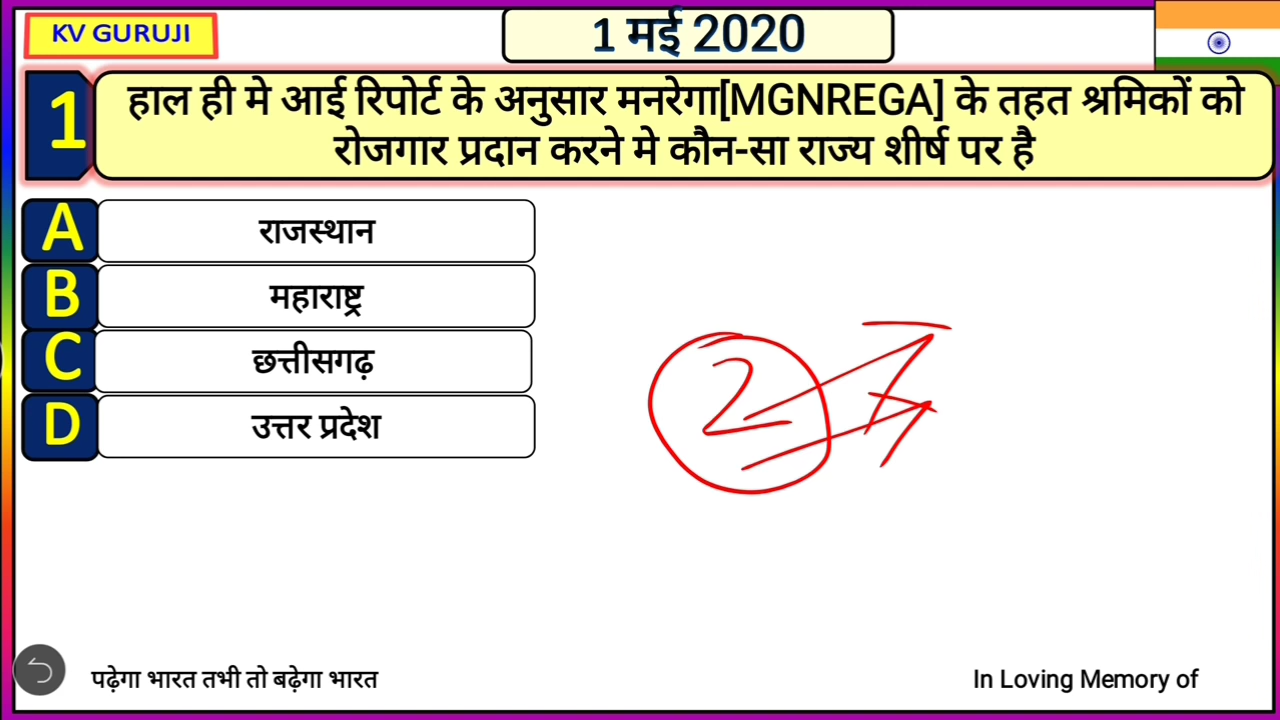 KV GURUJI
1 मई 2020
1
हाल ही मे आई रिपोर्ट के अनुसार मनरेगा[MGNREGA] के तहत श्रमिकों को
रोजगार प्रदान करने मे कौन-सा राज्य शीर्ष पर है
A राजस्थान
B महाराष्ट्र
C छत्तीसगढ़
D उत्तर प्रदेश
2
पढ़ेगा भारत तभी तो बढ़ेगा भारत
In Loving Memory of